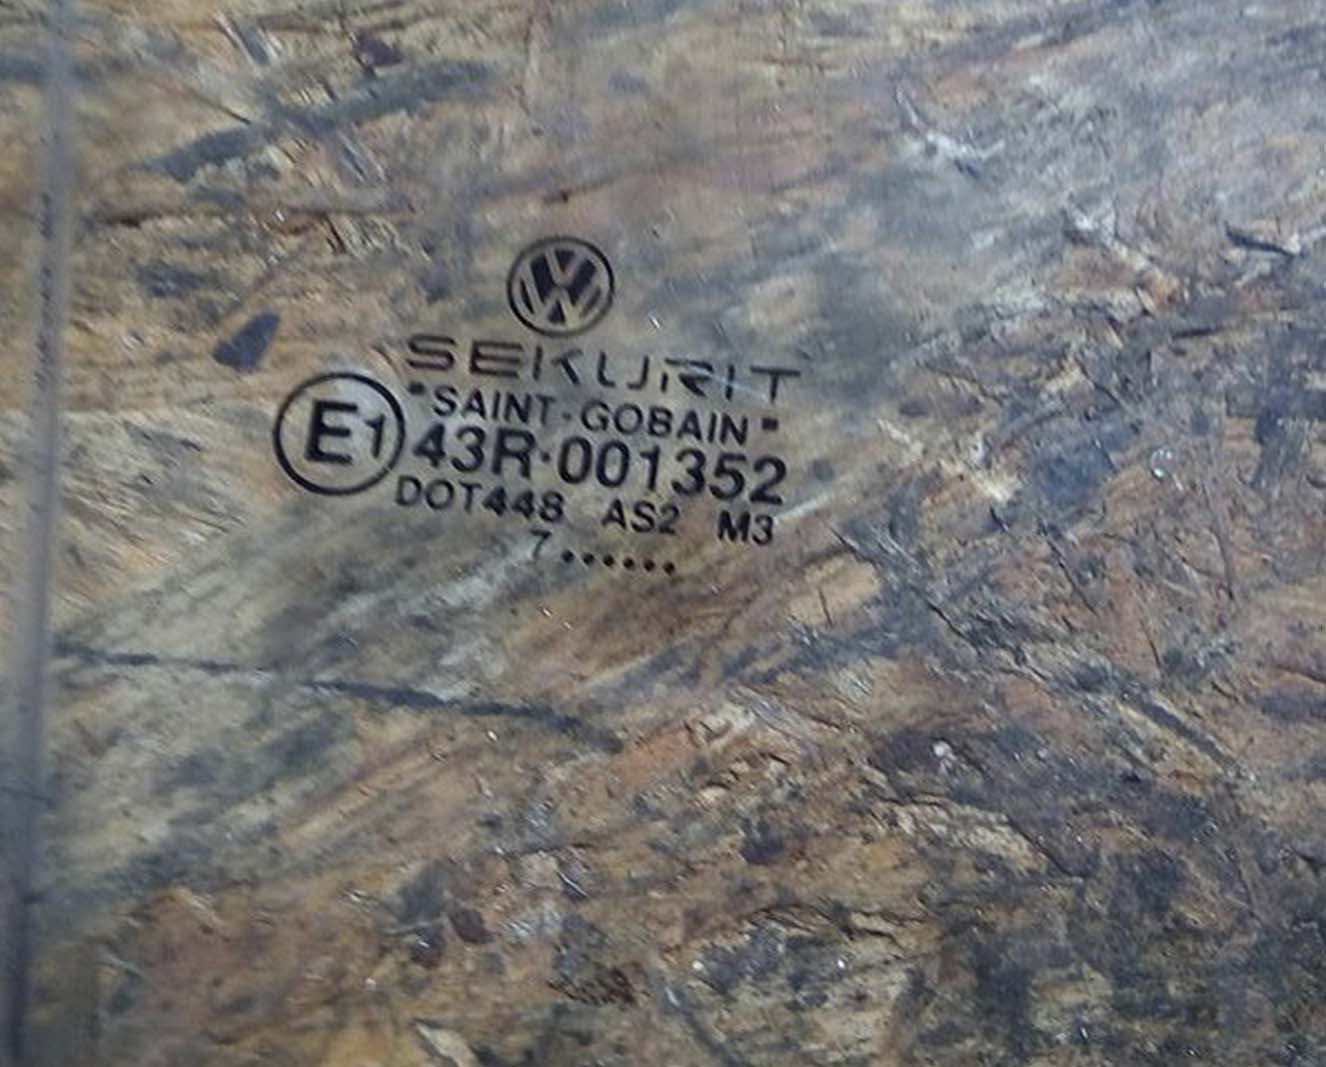 SEKURIT
"SAINT-GOBAIN"
E1 43R-001352
DOT448 AS2 M3
7......